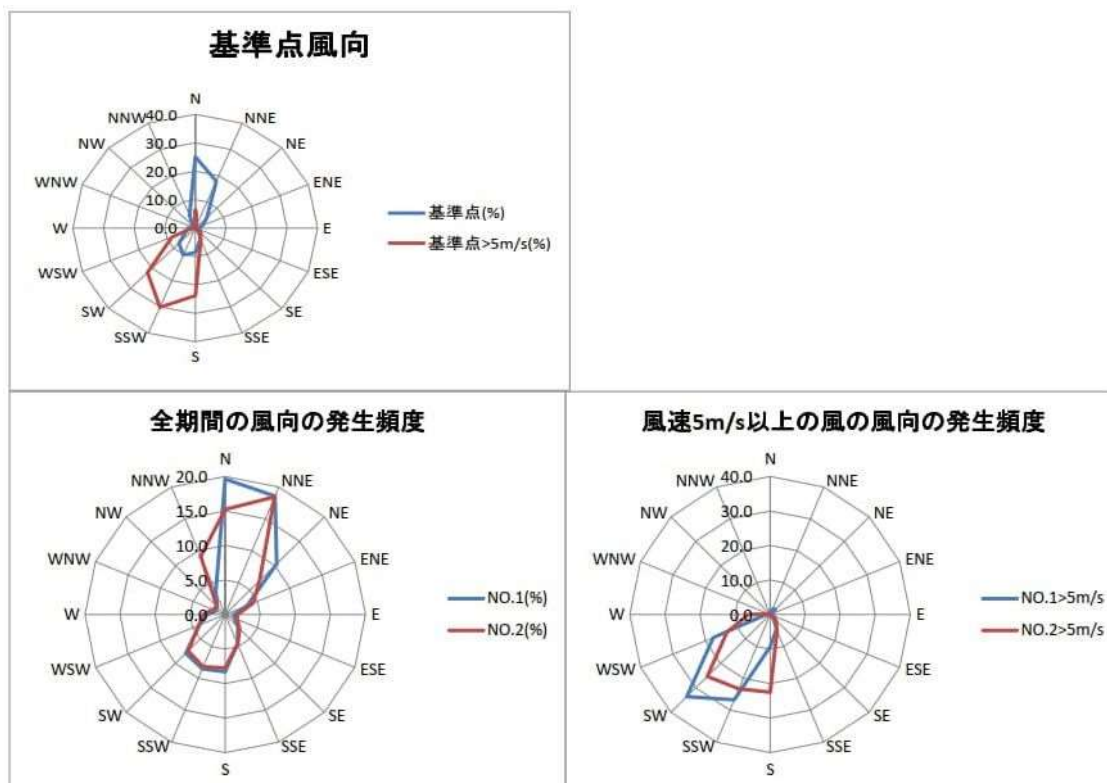 基準点風向
N
NNE
NE
ENE
E
ESE
SE
SSE
S
SSW
SW
WSW
W
WNW
NW
NNW
40.0
30.0
20.0
10.0
0.0
基準点(%)
基準点>5m/s(%)
全期間の風向の発生頻度
N
NNE
NE
ENE
E
ESE
SE
SSE
S
SSW
SW
WSW
W
WNW
NW
NNW
20.0
15.0
10.0
5.0
0.0
NO.1(%)
NO.2(%)
風速5m/s以上の風の風向の発生頻度
N
NNE
NE
ENE
E
ESE
SE
SSE
S
SSW
SW
WSW
W
WNW
NW
NNW
40.0
30.0
20.0
10.0
0.0
NO.1>5m/s
NO.2>5m/s